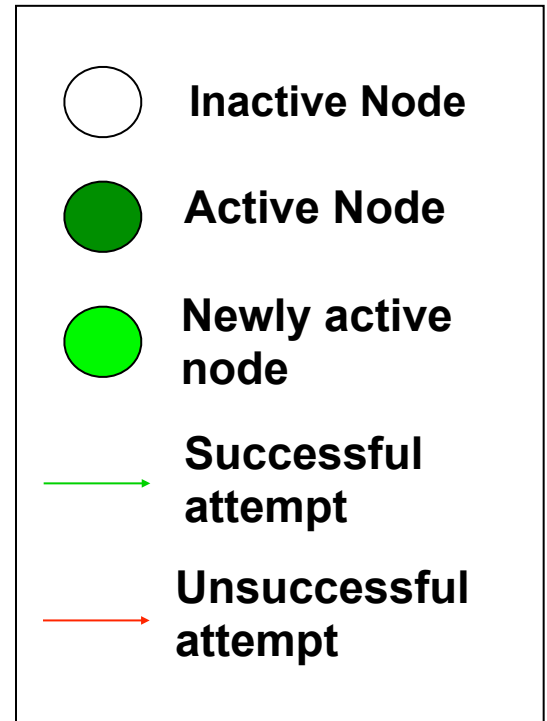 Inactive Node
Active Node
Newly active
node
Successful
attempt
Unsuccessful
attempt